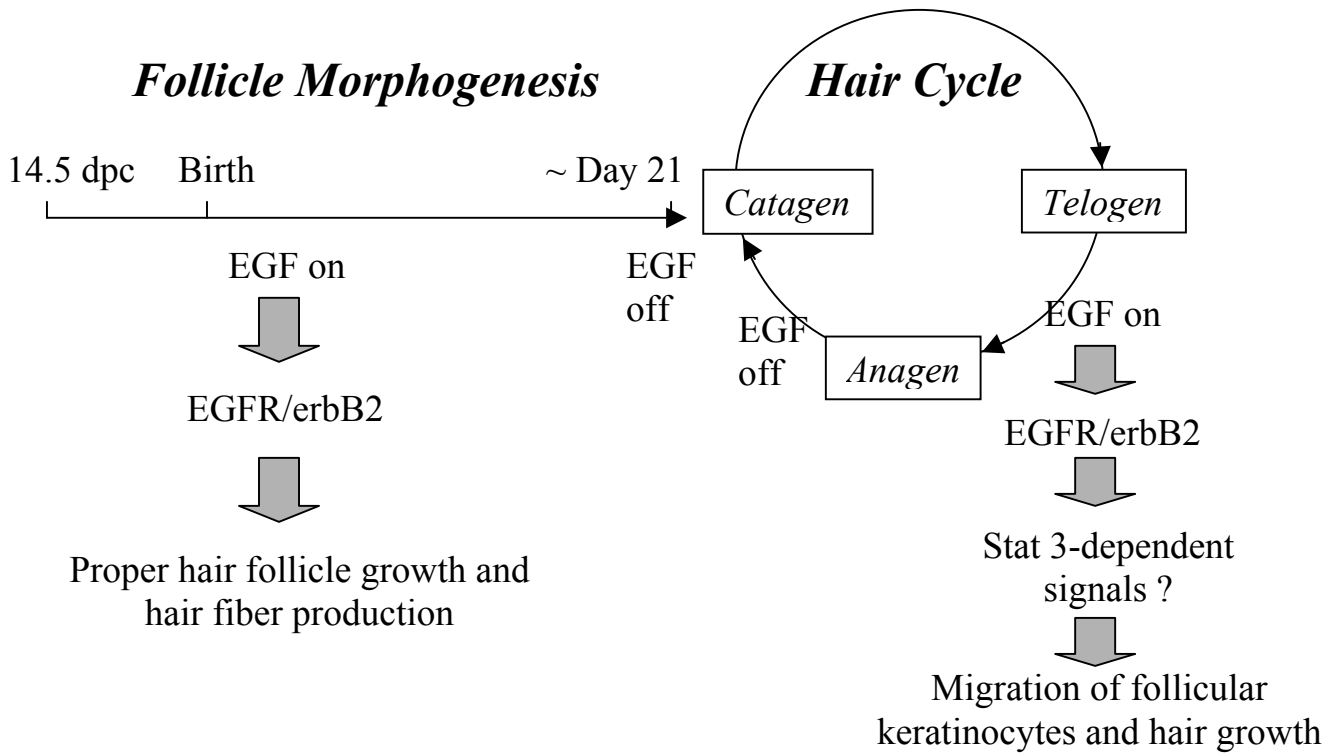 Follicle Morphogenesis
Hair Cycle
14.5 dpc
Birth
~ Day 21
Catagen
Telogen
EGF on
EGF
off
EGF
off
Anagen
EGF on
EGFR/erbB2
EGFR/erbB2
Proper hair follicle growth and
hair fiber production
Stat 3-dependent
signals ?
Migration of follicular
keratinocytes and hair growth